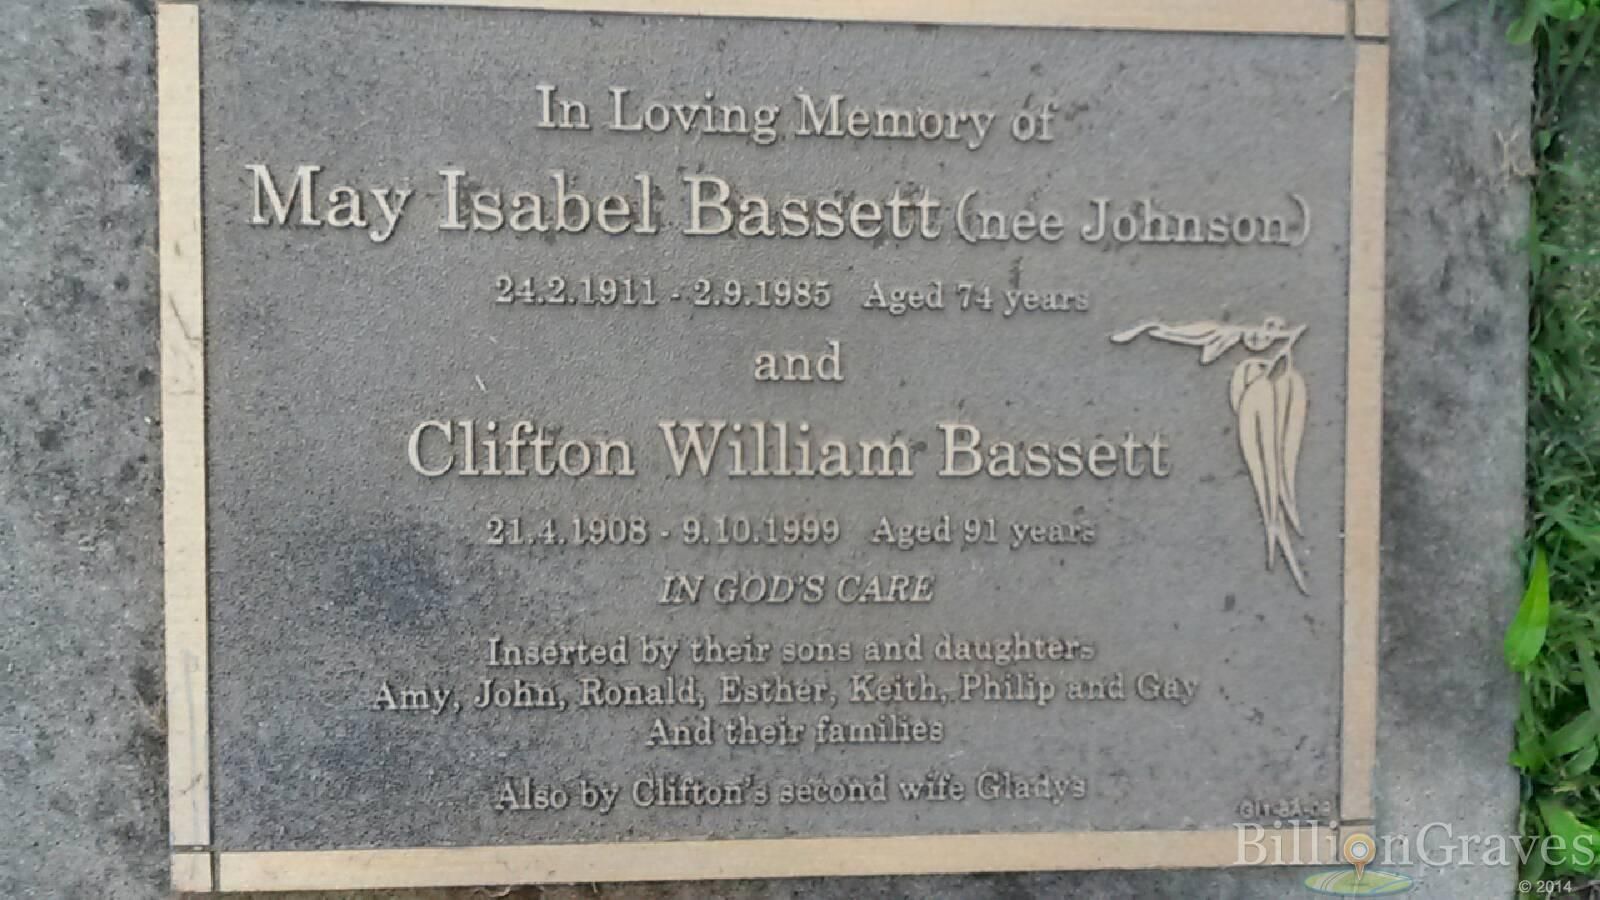 In Loving Memory of
May Isabel Bassett (nee Johnson)
24.2.1911 - 2.9.1985 Aged 74 years
and
Clifton William Bassett
21.4.1908 - 9.10.1999 Aged 91 years
IN GOD'S CARE
Inserted by their sons and daughters
Amy, John, Ronald, Esther, Keith, Philip and Gay
And their families
Also by Clifton's second wife Gladys
BillionGraves
© 2014